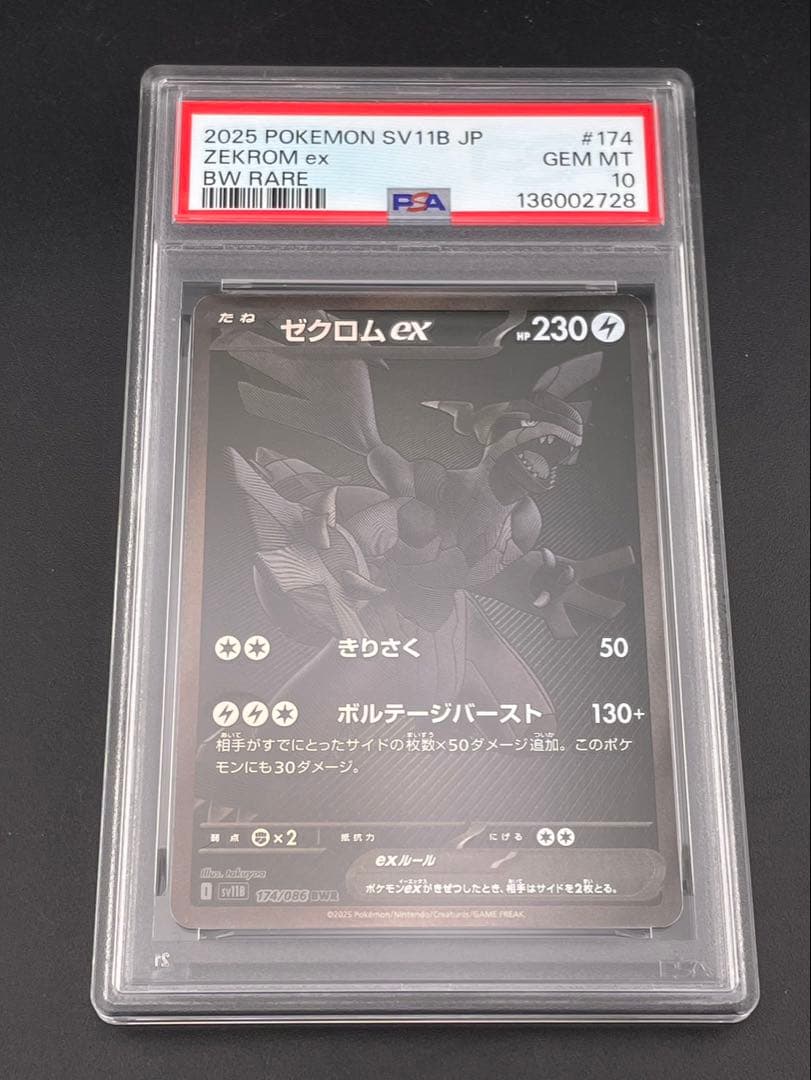 2025 POKEMON SV11B JP #174
ZEKROM ex GEM MT
BW RARE 10
PSA 136002728
たね ゼクロムex HP230
きりさく 50
ボルテージバースト 130+
相手がすでにとったサイドの枚数×50ダメージ追加。このポケ
モンにも30ダメージ。
弱点 ×2 抵抗力 にげる
Illus. takuyoa
exルール
I sv11B 174/086 BWR ポケモンexがきぜつしたとき、相手はサイドを2枚とる。
©2025 Pokémon/Nintendo/Creatures/GAME FREAK.